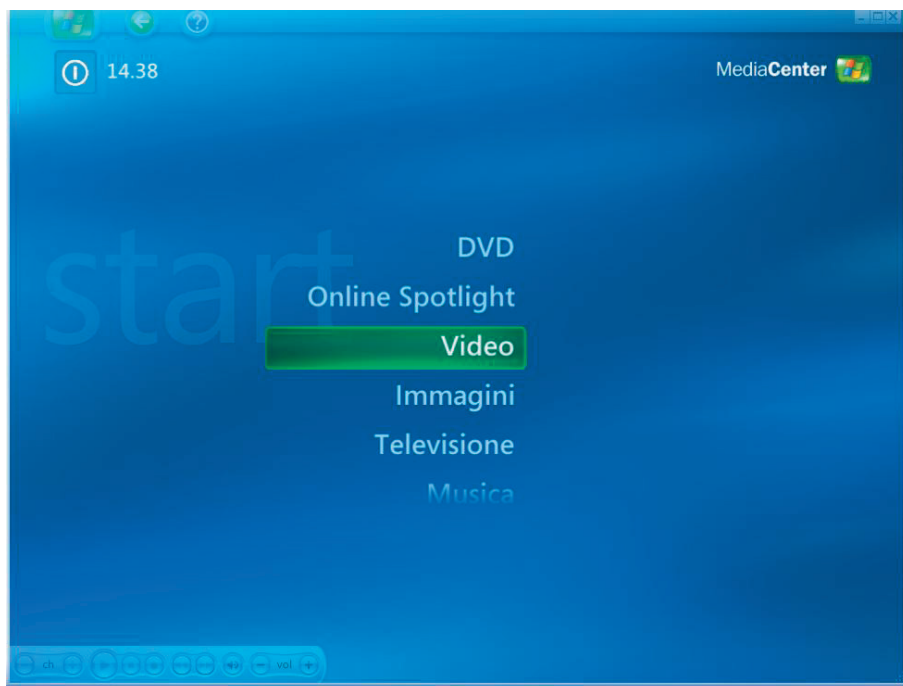 14.38
MediaCenter
start
DVD
Online Spotlight
Video
Immagini
Televisione
Musica
ch
vol